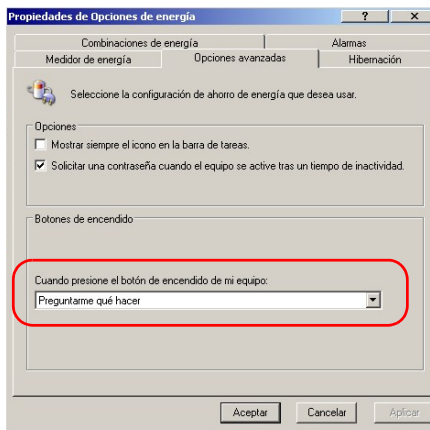 Propiedades de Opciones de energía
Combinaciones de energía
Alarmas
Medidor de energía
Opciones avanzadas
Hibernación
Seleccione la configuración de ahorro de energía que desea usar.
Opciones
Mostrar siempre el icono en la barra de tareas.
Solicitar una contraseña cuando el equipo se active tras un tiempo de inactividad.
Botones de encendido
Cuando presione el botón de encendido de mi equipo:
Preguntarme qué hacer
Aceptar
Cancelar
Aplicar